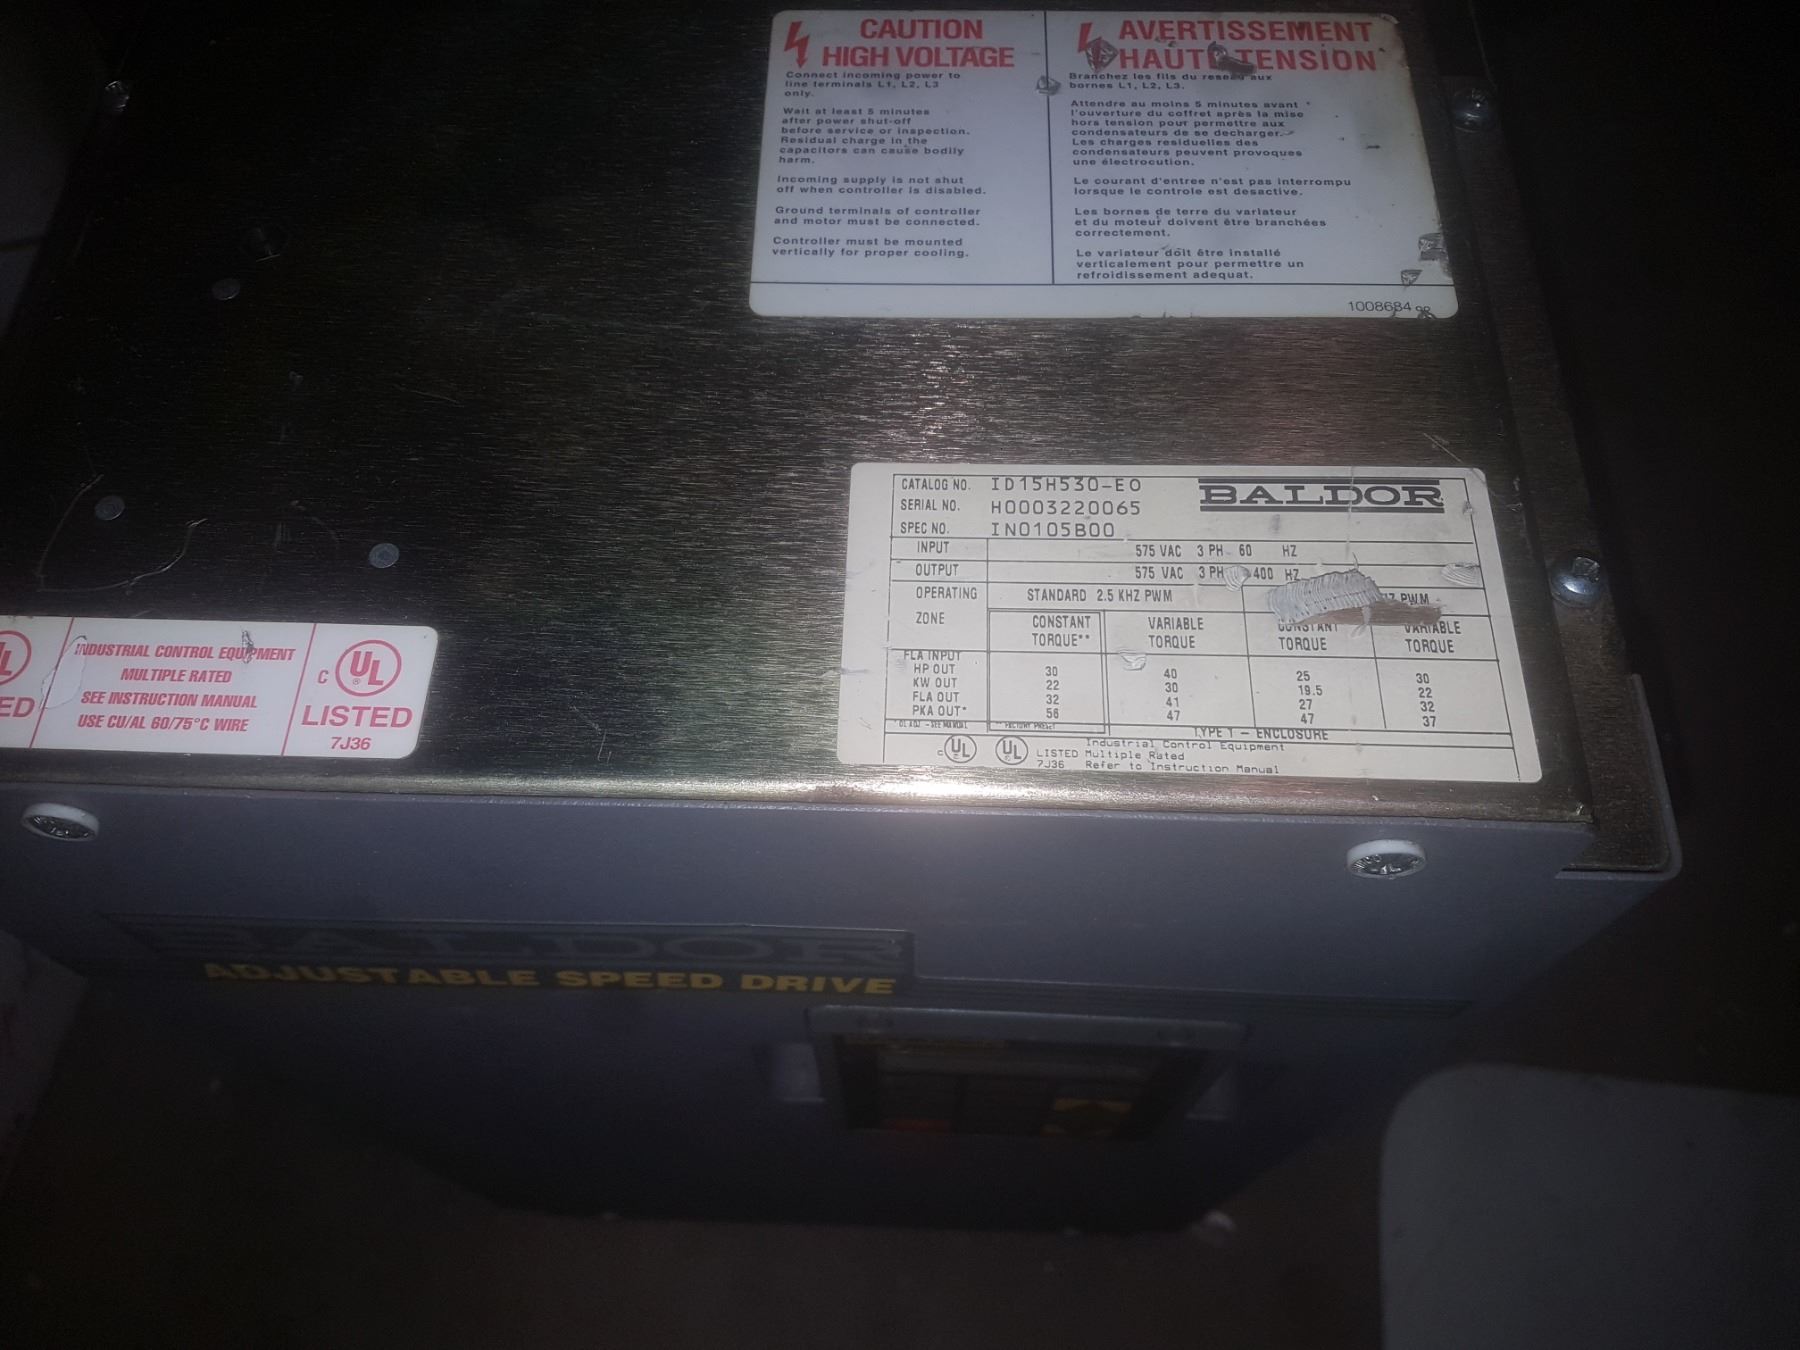 CAUTION
HIGH VOLTAGE
Connect incoming power to
line terminals L1, L2, L3
only.
Wait at least 5 minutes
after power shut-off
before service or inspection.
Residual charge in the
capacitors can cause bodily
harm.
Incoming supply is not shut
off when controller is disabled.
Ground terminals of controller
and motor must be connected.
Controller must be mounted
vertically for proper cooling.
AVERTISSEMENT
HAUTE TENSION
Branchez les fils du reseau aux
bornes L1, L2, L3.
Attendre au moins 5 minutes avant
l'ouverture du coffret après la mise
hors tension pour permettre aux
condensateurs de se decharger.
Les charges residuelles des
condensateurs peuvent provoques
une électrocution.
Le courant d'entree n'est pas interrompu
lorsque le controle est desactive.
Les bornes de terre du variateur
et du moteur doivent être branchées
correctement.
Le variateur doit être installé
verticalement pour permettre un
refroidissement adequat.
1008684
CATALOG NO. ID15H530-EO
BALDOR
SERIAL NO. H0003220065
SPEC NO. IN0105B00
INPUT 575 VAC 3 PH 60 HZ
OUTPUT 575 VAC 3 PH 400 HZ
OPERATING STANDARD 2.5 KHZ PWM PWM
ZONE CONSTANT VARIABLE CONSTANT VARIABLE
TORQUE** TORQUE TORQUE TORQUE
FLA INPUT
HP OUT 30 40 25 30
KW OUT 22 30 19.5 22
FLA OUT 32 41 27 32
PKA OUT* 56 47 47 37
*OL ADJ - SEE MANUAL **FACTORY PRESET TYPE 1 - ENCLOSURE
C UL UL LISTED 7J36
Industrial Control Equipment
Multiple Rated
Refer to Instruction Manual
INDUSTRIAL CONTROL EQUIPMENT
MULTIPLE RATED
SEE INSTRUCTION MANUAL
USE CU/AL 60/75°C WIRE
C UL
LISTED
7J36
BALDOR
ADJUSTABLE SPEED DRIVE